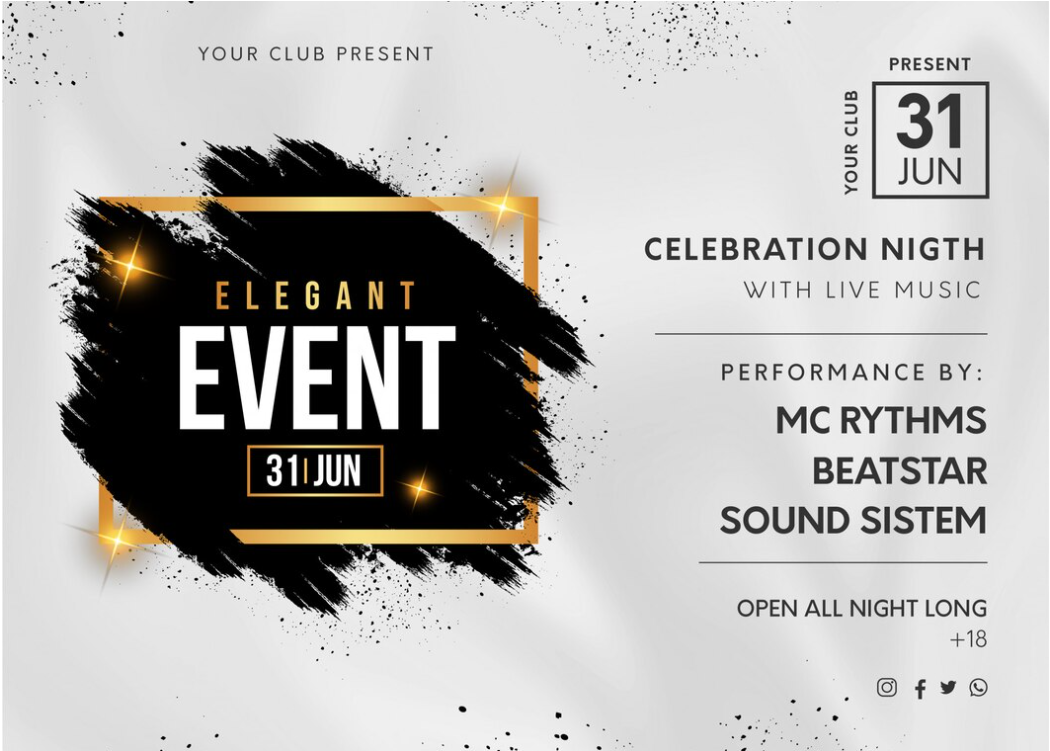 YOUR CLUB PRESENT
ELEGANT
EVENT
31 JUN
PRESENT
YOUR CLUB
31
JUN
CELEBRATION NIGTH
WITH LIVE MUSIC
PERFORMANCE BY:
MC RYTHMS
BEATSTAR
SOUND SISTEM
OPEN ALL NIGHT LONG
+18